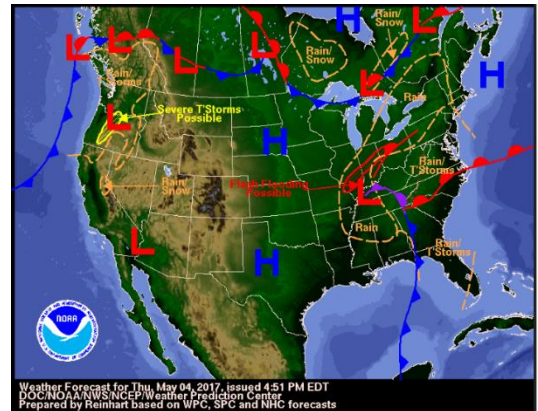 H
L
L
L
L
L
Rain/
Snow
Rain/
Snow
L
H
Rain/
Storms
Severe T'Storms
Possible
L
Rain
H
Rain/
T'Storms
Rain/
Snow
Flash Flooding
Possible
L
Rain
L
H
Rain/
T'Storms
NOAA
Weather Forecast for Thu, May 04, 2017, issued 4:51 PM EDT
DOC/NOAA/NWS/NCEP/Weather Prediction Center
Prepared by Reinhart based on WPC, SPC and NHC forecasts